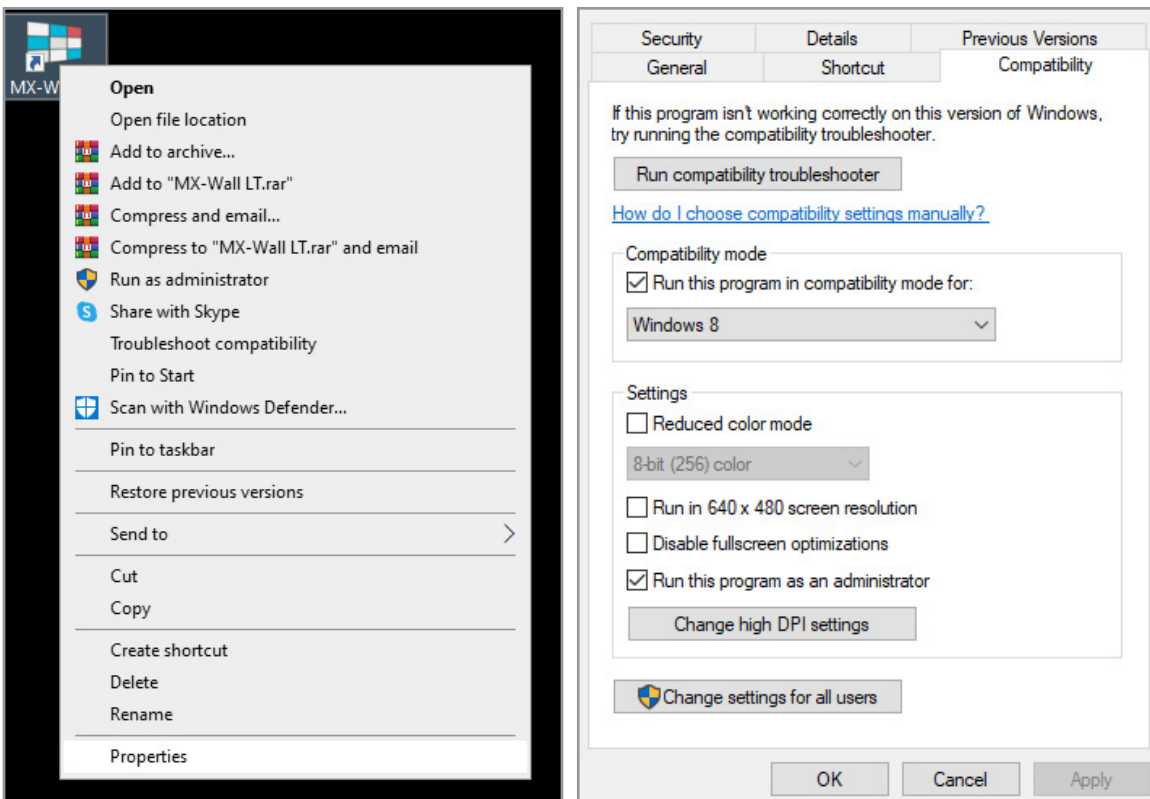 MX-W
Open
Open file location
Add to archive...
Add to "MX-Wall LT.rar"
Compress and email...
Compress to "MX-Wall LT.rar" and email
Run as administrator
Share with Skype
Troubleshoot compatibility
Pin to Start
Scan with Windows Defender...
Pin to taskbar
Restore previous versions
Send to
Cut
Copy
Create shortcut
Delete
Rename
Properties
Security Details Previous Versions
General Shortcut Compatibility
If this program isn't working correctly on this version of Windows,
try running the compatibility troubleshooter.
Run compatibility troubleshooter
How do I choose compatibility settings manually?
Compatibility mode
Run this program in compatibility mode for:
Windows 8
Settings
Reduced color mode
8-bit (256) color
Run in 640 x 480 screen resolution
Disable fullscreen optimizations
Run this program as an administrator
Change high DPI settings
Change settings for all users
OK Cancel Apply